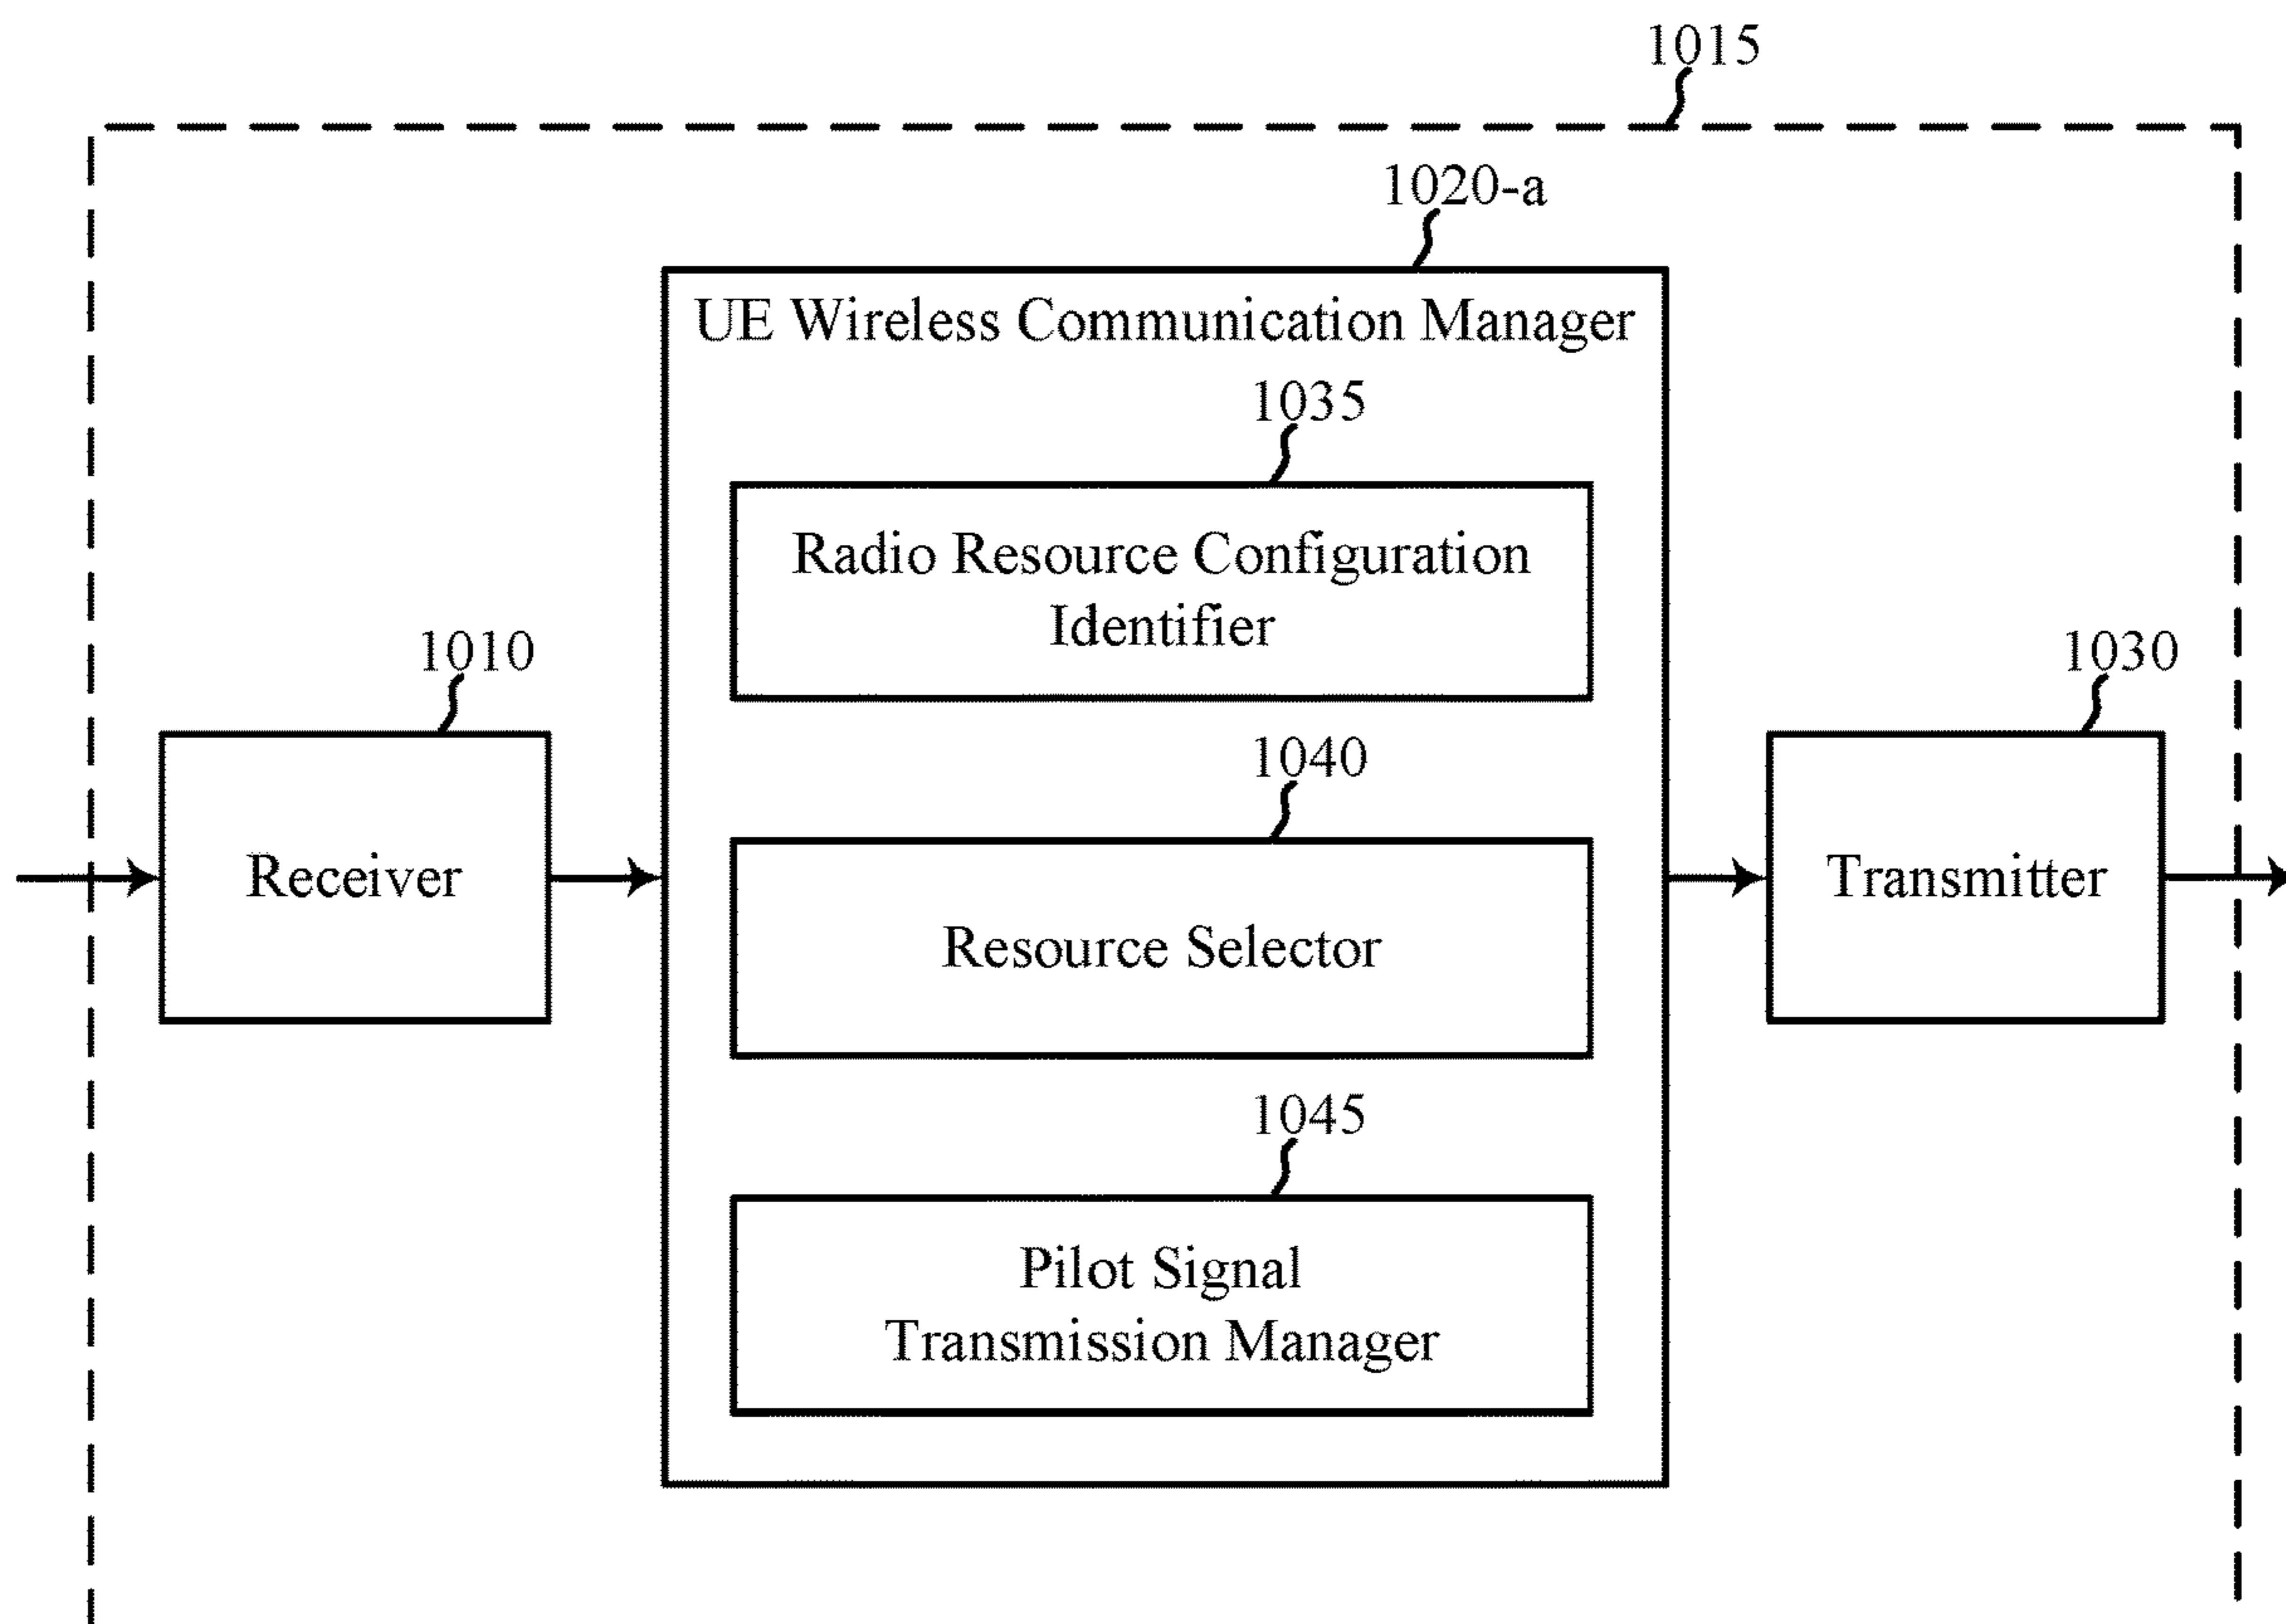 1015
1020-a
UE Wireless Communication Manager
1035
Radio Resource Configuration
Identifier
1010
Receiver
1040
Resource Selector
1045
Pilot Signal
Transmission Manager
1030
Transmitter